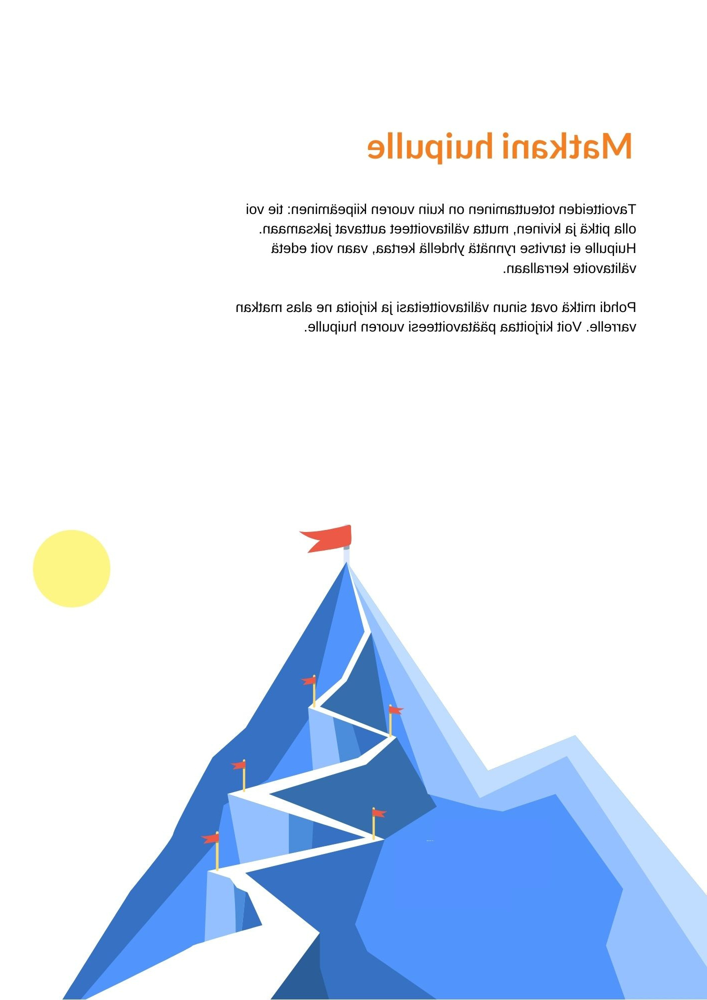 Matkani huipulle
Tavoitteiden toteuttaminen on kuin vuoren kiipeäminen: tie voi
olla pitkä ja kivinen, mutta välitavoitteet auttavat jaksamaan.
Huipulle ei tarvitse rynnätä yhdellä kertaa, vaan voit edetä
välitavoite kerrallaan.
Pohdi mitkä ovat sinun välitavoitteitasi ja kirjoita ne alas matkan
varrelle. Voit kirjoittaa päätavoitteesi vuoren huipulle.